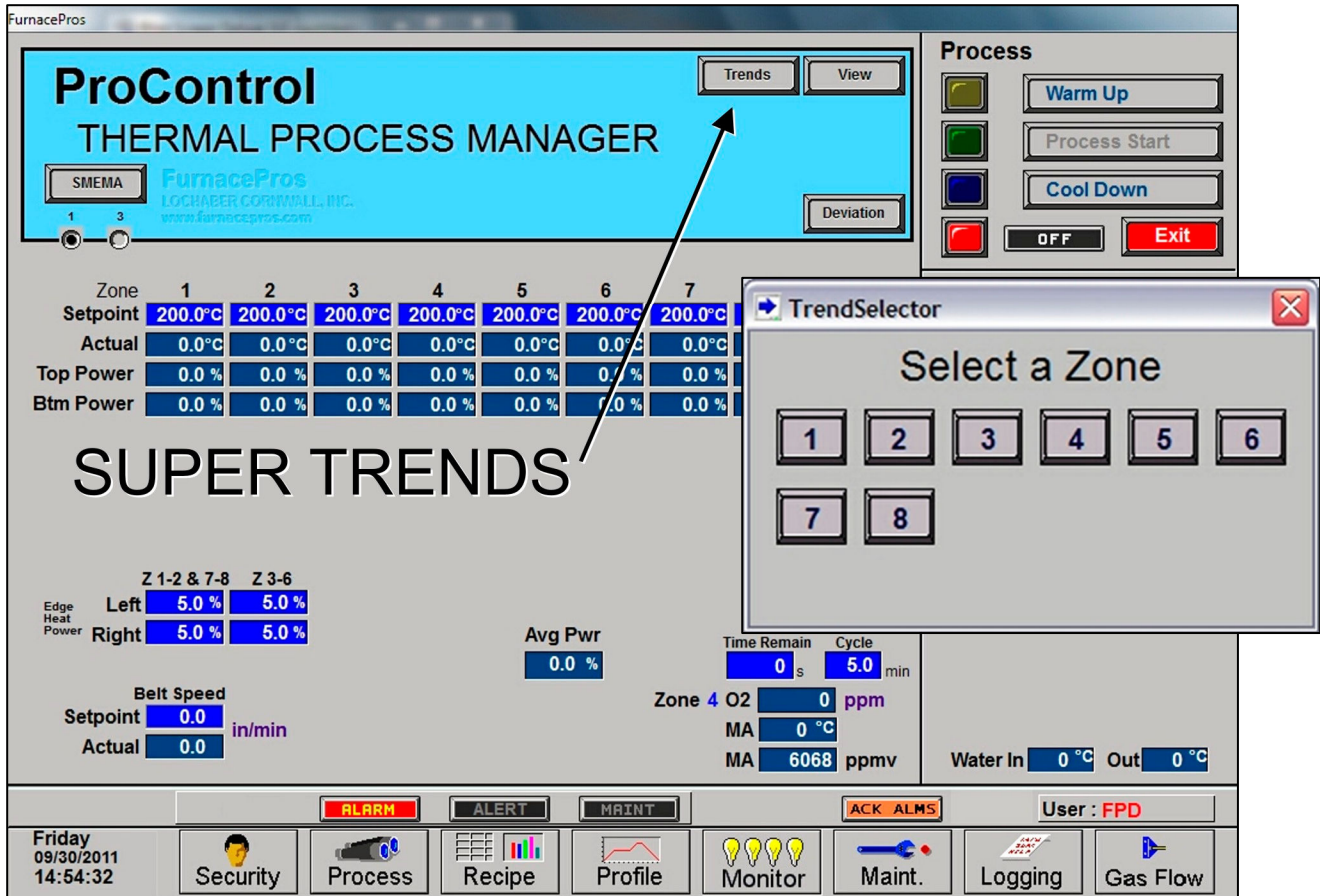 FurnacePros
ProControl
THERMAL PROCESS MANAGER
Trends View
SMEMA
FurnacePros
LOCHABER CORNWALL, INC.
www.furnacepros.com
1 3
Deviation
Process
Warm Up
Process Start
Cool Down
OFF Exit
Zone 1 2 3 4 5 6 7
Setpoint 200.0°C 200.0°C 200.0°C 200.0°C 200.0°C 200.0°C 200.0°C
Actual 0.0°C 0.0°C 0.0°C 0.0°C 0.0°C 0.0°C 0.0°C
Top Power 0.0 % 0.0 % 0.0 % 0.0 % 0.0 % 0.0 % 0.0 %
Btm Power 0.0 % 0.0 % 0.0 % 0.0 % 0.0 % 0.0 % 0.0 %
SUPER TRENDS
TrendSelector
Select a Zone
1 2 3 4 5 6
7 8
Z 1-2 & 7-8 Z 3-6
Edge Heat Power
Left 5.0 % 5.0 %
Right 5.0 % 5.0 %
Avg Pwr
0.0 %
Time Remain Cycle
0 s 5.0 min
Belt Speed
Setpoint 0.0 in/min
Actual 0.0
Zone 4 O2 0 ppm
MA 0 °C
MA 6068 ppmv
Water In 0 °C Out 0 °C
ALARM ALERT MAINT ACK ALMS User : FPD
Friday
09/30/2011
14:54:32
Security Process Recipe Profile Monitor Maint. Logging Gas Flow